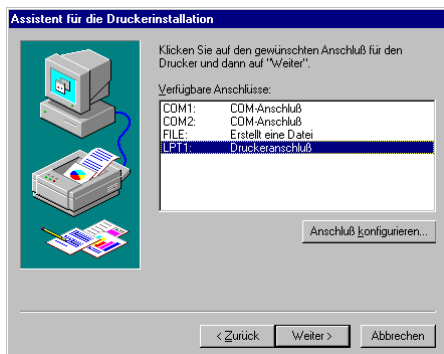 Assistent für die Druckerinstallation
Klicken Sie auf den gewünschten Anschluß für den
Drucker und dann auf "Weiter".
Verfügbare Anschlüsse:
COM1: COM-Anschluß
COM2: COM-Anschluß
FILE: Erstellt eine Datei
LPT1: Druckeranschluß
Anschluß konfigurieren...
< Zurück Weiter > Abbrechen